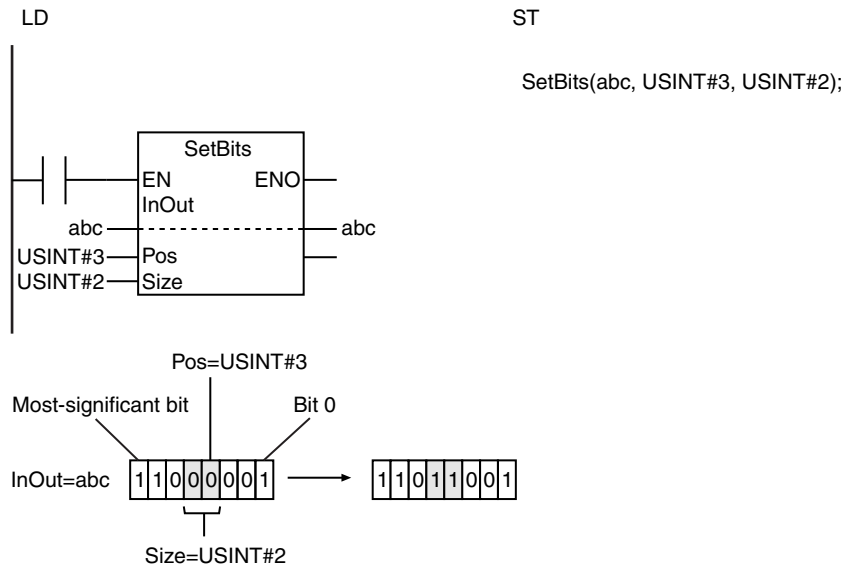 LD
ST
SetBits(abc, USINT#3, USINT#2);
SetBits
EN ENO
InOut
abc abc
USINT#3 Pos
USINT#2 Size
Pos=USINT#3
Most-significant bit Bit 0
InOut=abc 1 1 0 0 0 0 0 1 1 1 0 1 1 0 0 1
Size=USINT#2